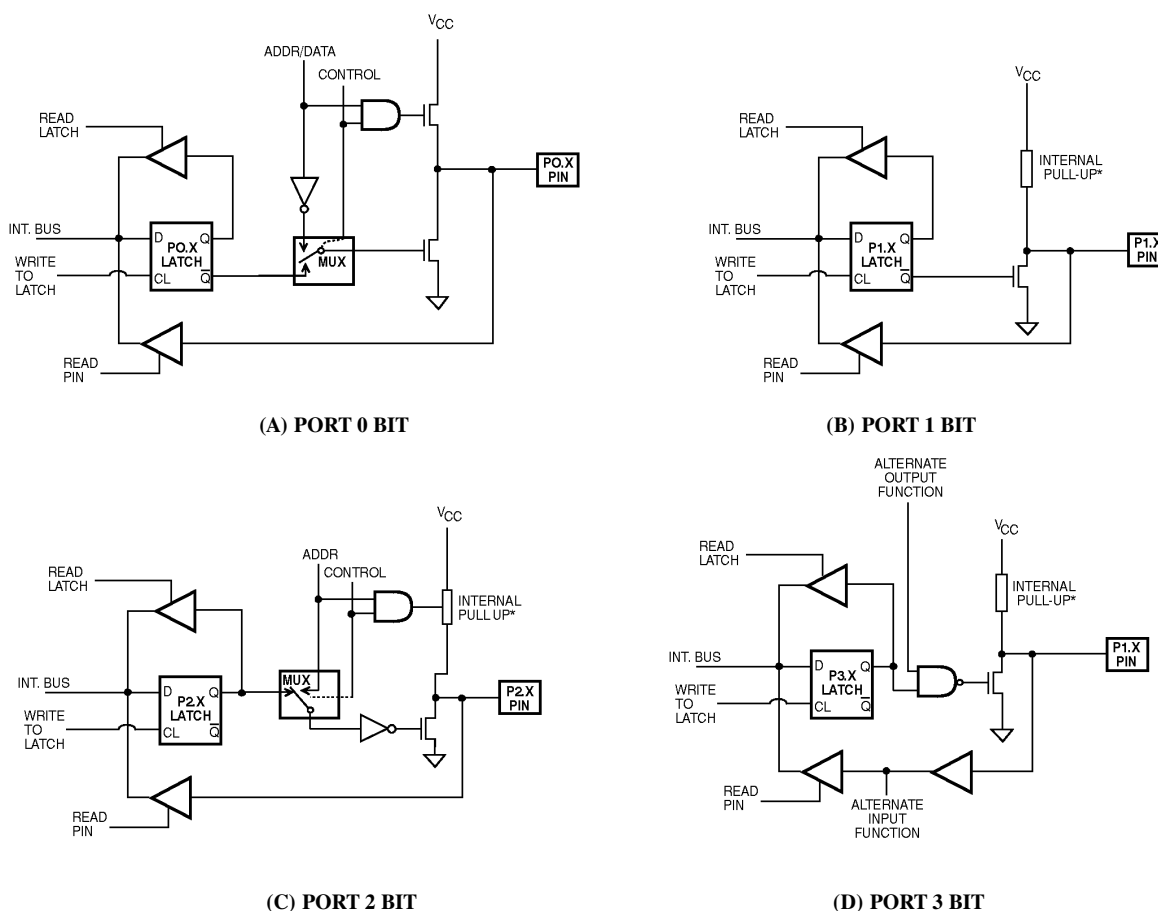 VCC
ADDR/DATA
CONTROL
READ
LATCH
P0.X
PIN
INT. BUS
D
Q
P0.X
LATCH
MUX
WRITE
TO
LATCH
CL
Q
READ
PIN
(A) PORT 0 BIT
VCC
READ
LATCH
INTERNAL
PULL-UP*
INT. BUS
D
Q
P1.X
LATCH
P1.X
PIN
WRITE
TO
LATCH
CL
Q
READ
PIN
(B) PORT 1 BIT
VCC
ADDR
CONTROL
READ
LATCH
INTERNAL
PULL UP*
MUX
INT. BUS
D
Q
P2.X
LATCH
P2.X
PIN
WRITE
TO
LATCH
CL
Q
READ
PIN
(C) PORT 2 BIT
ALTERNATE
OUTPUT
FUNCTION
VCC
READ
LATCH
INTERNAL
PULL-UP*
INT. BUS
D
Q
P3.X
LATCH
P1.X
PIN
WRITE
TO
LATCH
CL
Q
READ
PIN
ALTERNATE
INPUT
FUNCTION
(D) PORT 3 BIT